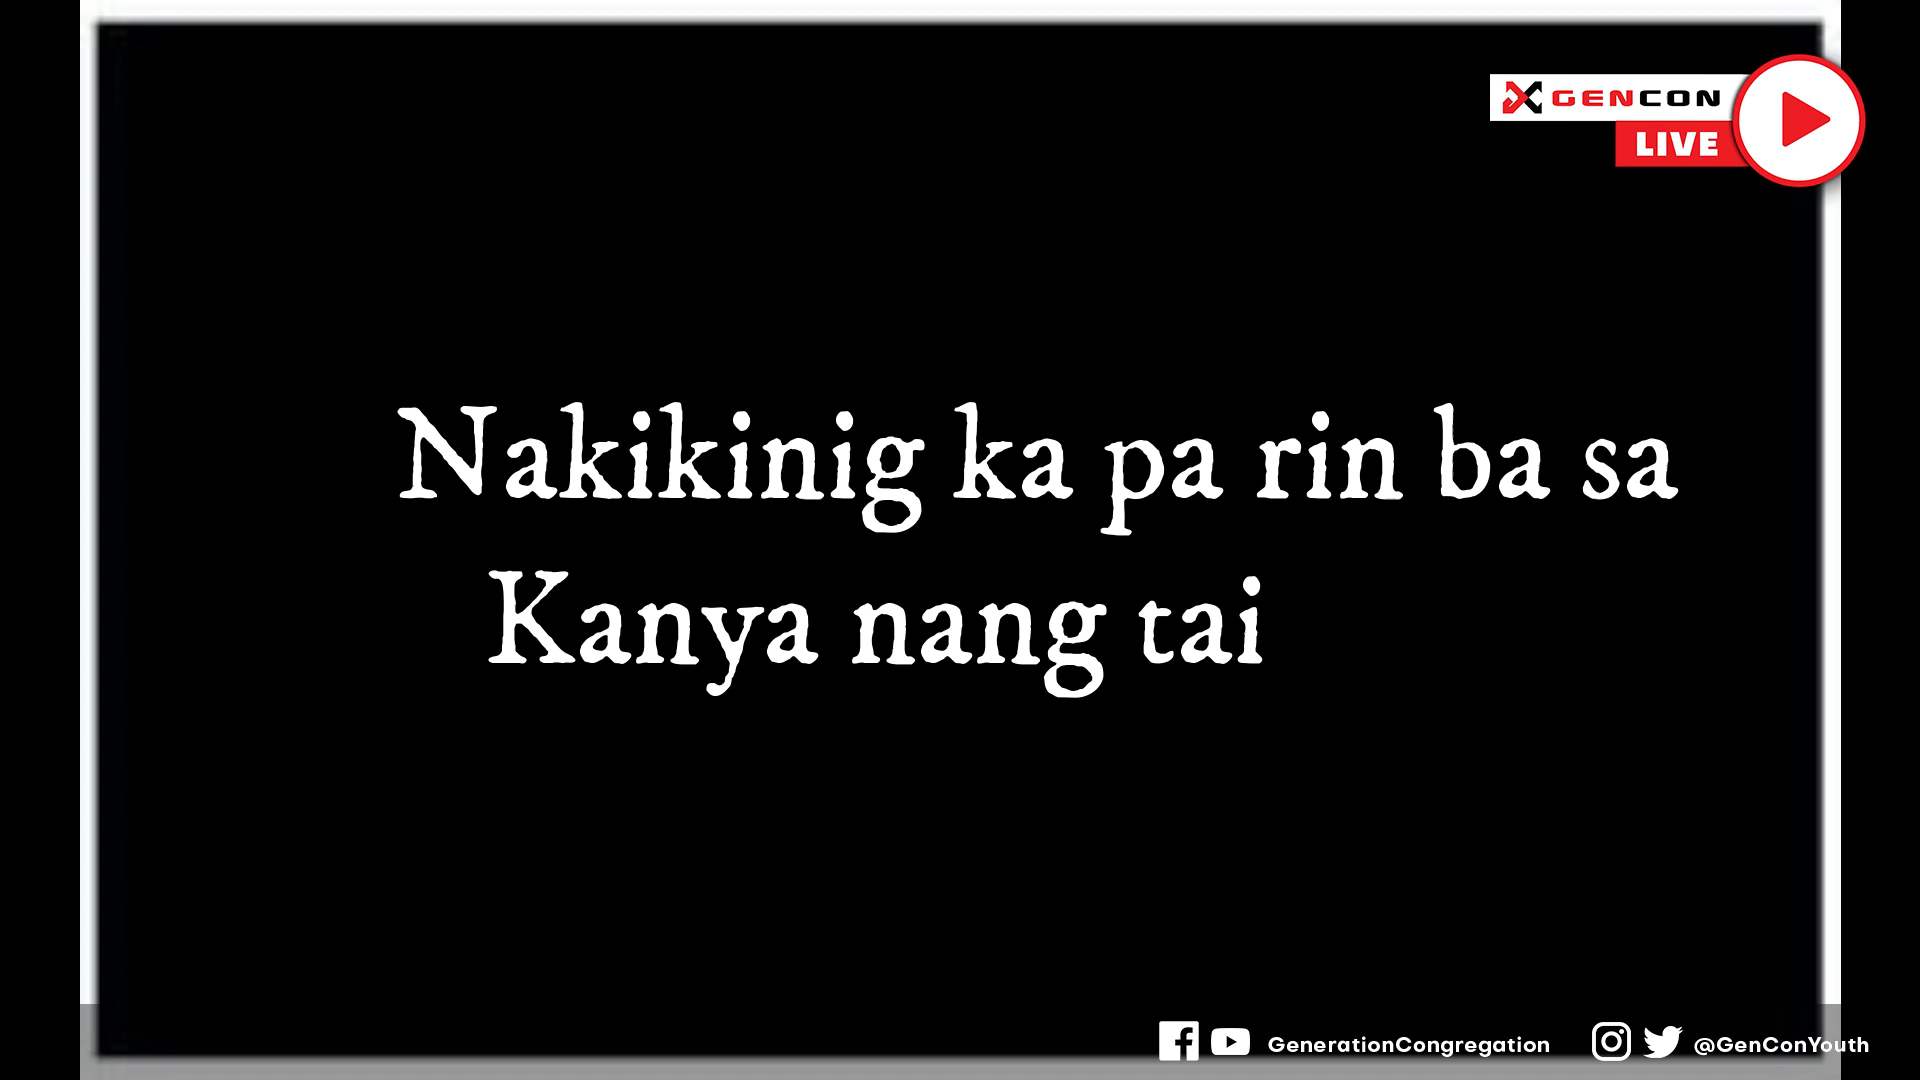 GENCON
LIVE
Nakikinig ka pa rin ba sa
Kanya nang tai
GenerationCongregation
@GenConYouth